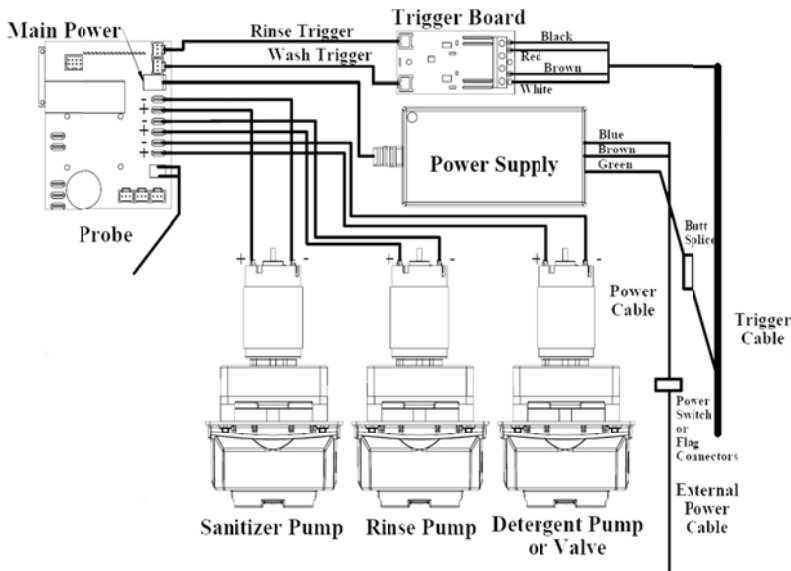 Trigger Board
Main Power
Rinse Trigger
Black
Wash Trigger
Red
Brown
White
-
+
-
+
-
+
Blue
Power Supply
Brown
Green
Probe
Butt
Splice
+
-
+
-
+
-
Power
Cable
Trigger
Cable
Power
Switch
or
Flag
Connectors
External
Power
Cable
Sanitizer Pump
Rinse Pump
Detergent Pump
or Valve